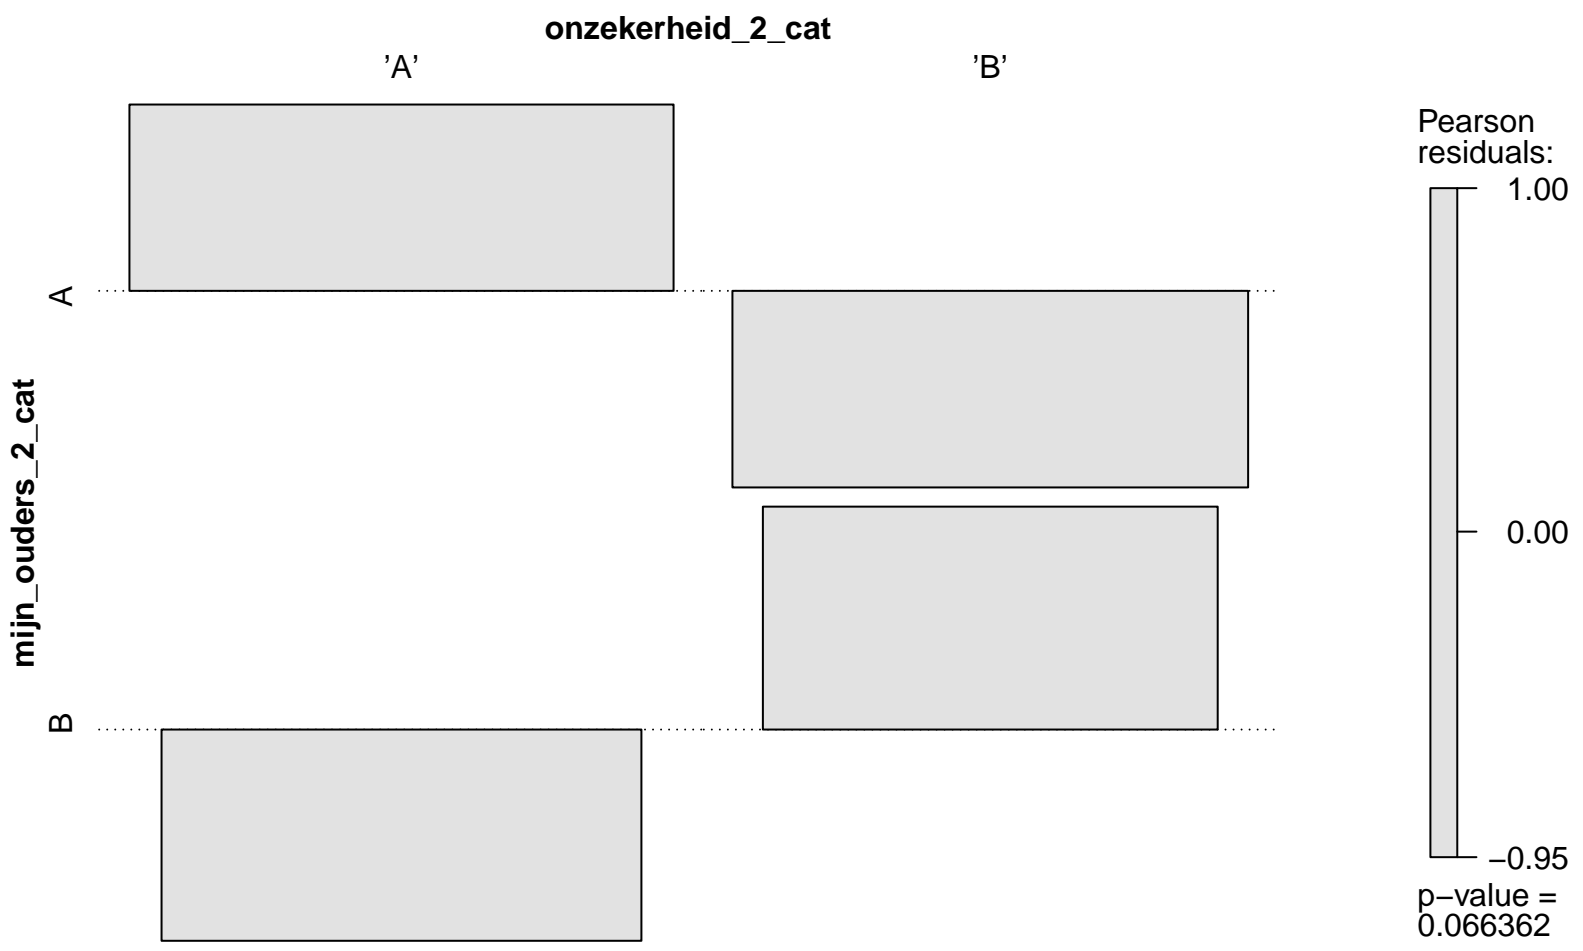 onzekerheid_2_cat
’A’ ’B’
Pearson
residuals:
1.00
A
mijn_ouders_2_cat
0.00
B
−0.95
p−value =
0.066362